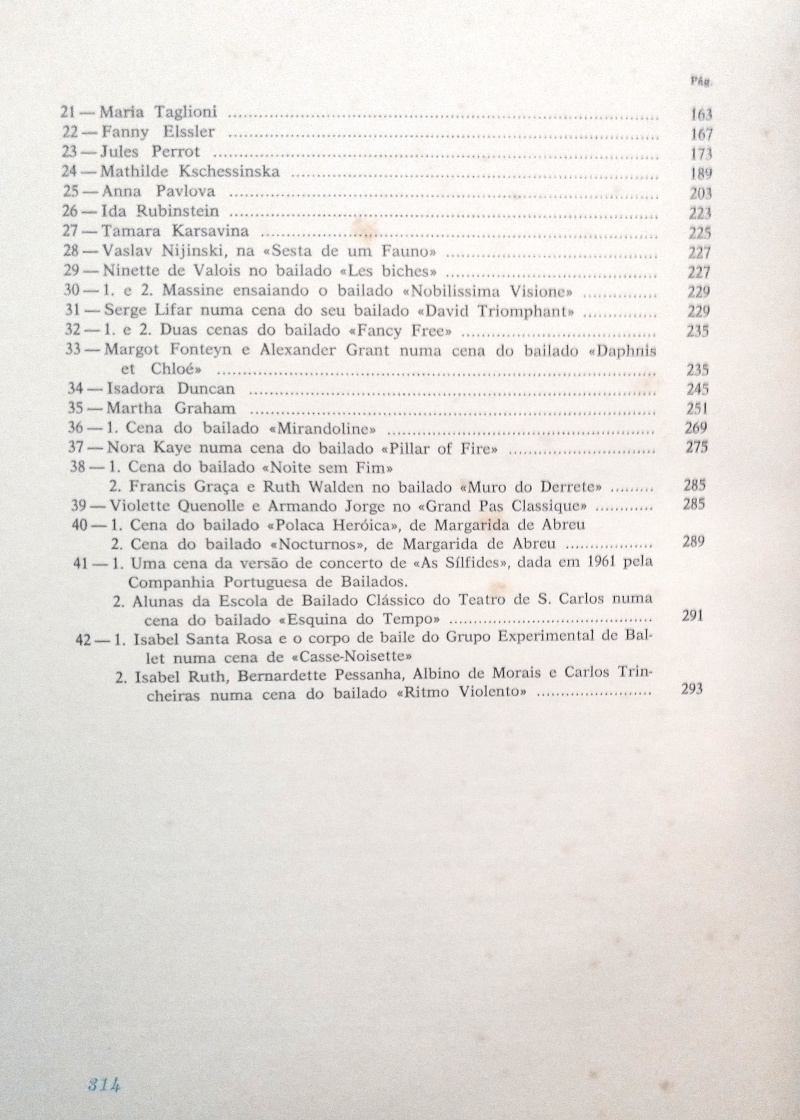 Pág.
21 — Maria Taglioni .................... 163
22 — Fanny Elssler .................... 167
23 — Jules Perrot .................... 173
24 — Mathilde Kschessinska .................... 189
25 — Anna Pavlova .................... 203
26 — Ida Rubinstein .................... 223
27 — Tamara Karsavina .................... 225
28 — Vaslav Nijinski, na «Sesta de um Fauno» .................... 227
29 — Ninette de Valois no bailado «Les biches» .................... 227
30 — 1. e 2. Massine ensaiando o bailado «Nobilissima Visione» ............ 229
31 — Serge Lifar numa cena do seu bailado «David Triomphant» ............ 229
32 — 1. e 2. Duas cenas do bailado «Fancy Free» .................... 235
33 — Margot Fonteyn e Alexander Grant numa cena do bailado «Daphnis
et Chloé» .................... 235
34 — Isadora Duncan .................... 245
35 — Martha Graham .................... 251
36 — 1. Cena do bailado «Mirandoline» .................... 269
37 — Nora Kaye numa cena do bailado «Pillar of Fire» .................... 275
38 — 1. Cena do bailado «Noite sem Fim»
2. Francis Graça e Ruth Walden no bailado «Muro do Derrete» ......... 285
39 — Violette Quenolle e Armando Jorge no «Grand Pas Classique» ............ 285
40 — 1. Cena do bailado «Polaca Heróica», de Margarida de Abreu
2. Cena do bailado «Nocturnos», de Margarida de Abreu .................. 289
41 — 1. Uma cena da versão de concerto de «As Sílfides», dada em 1961 pela
Companhia Portuguesa de Bailados.
2. Alunas da Escola de Bailado Clássico do Teatro de S. Carlos numa
cena do bailado «Esquina do Tempo» .................... 291
42 — 1. Isabel Santa Rosa e o corpo de baile do Grupo Experimental de Bal-
let numa cena de «Casse-Noisette»
2. Isabel Ruth, Bernardette Pessanha, Albino de Morais e Carlos Trin-
cheiras numa cena do bailado «Ritmo Violento» .................... 293
314